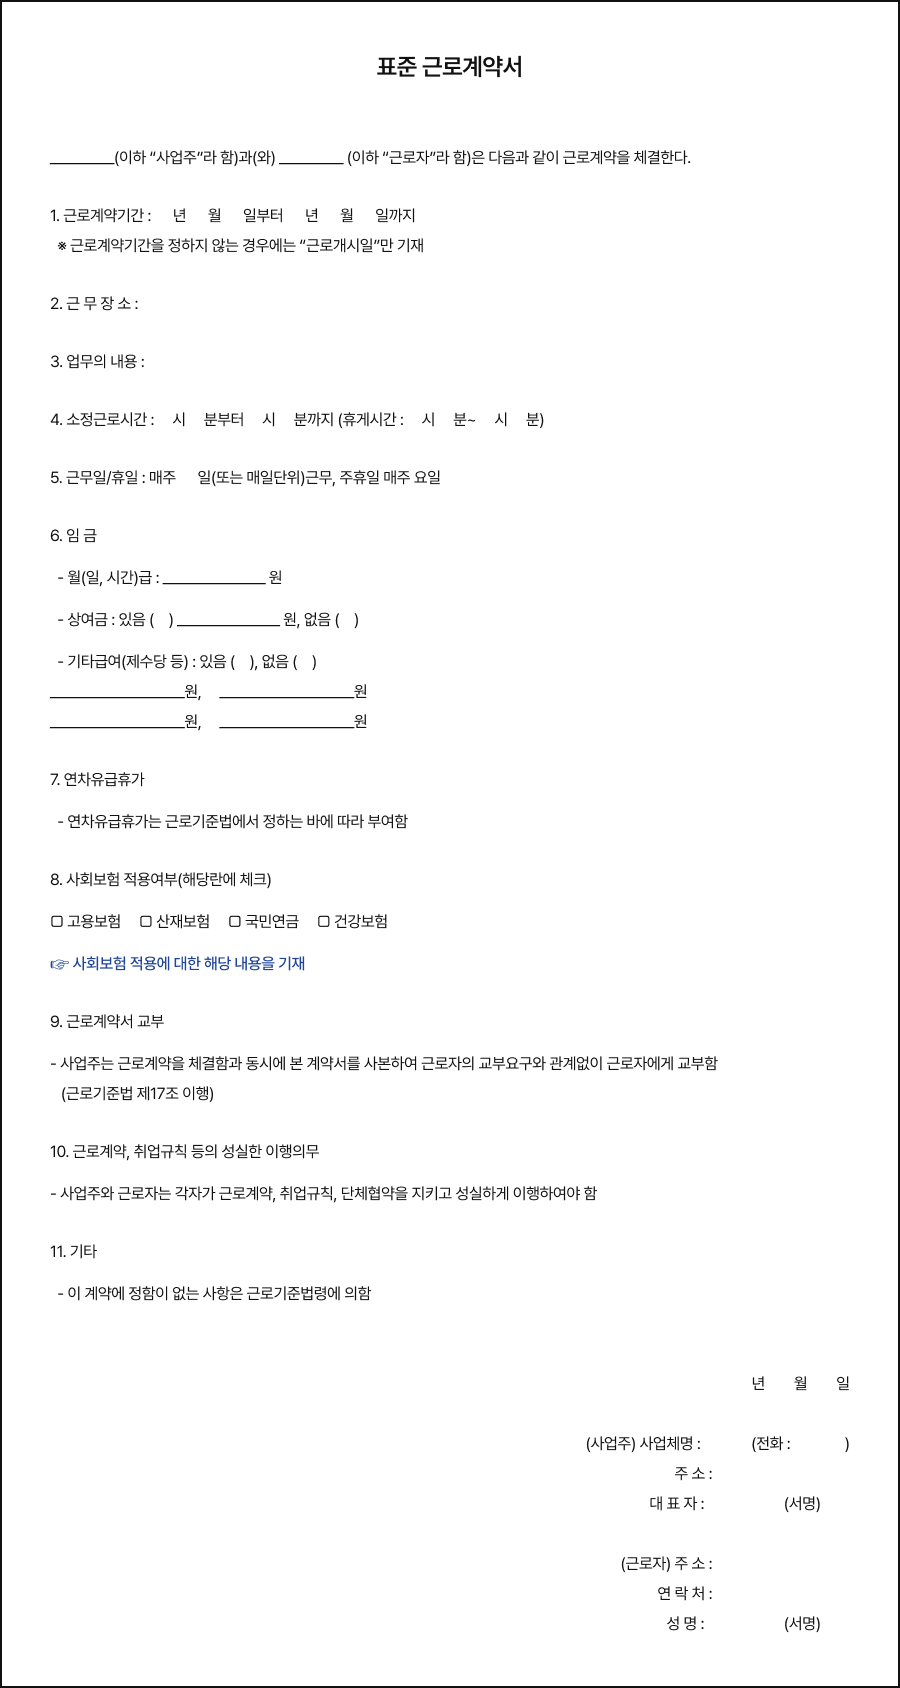 표준 근로계약서
_________(이하 “사업주”라 함)과(와) _________ (이하 “근로자”라 함)은 다음과 같이 근로계약을 체결한다.
1. 근로계약기간 : 년 월 일부터 년 월 일까지
※ 근로계약기간을 정하지 않는 경우에는 “근로개시일”만 기재
2. 근 무 장 소 :
3. 업무의 내용 :
4. 소정근로시간 : 시 분부터 시 분까지 (휴게시간 : 시 분~ 시 분)
5. 근무일/휴일 : 매주 일(또는 매일단위)근무, 주휴일 매주 요일
6. 임 금
- 월(일, 시간)급 : ______________ 원
- 상여금 : 있음 ( ) ______________ 원, 없음 ( )
- 기타급여(제수당 등) : 있음 ( ), 없음 ( )
__________________원, __________________원
__________________원, __________________원
7. 연차유급휴가
- 연차유급휴가는 근로기준법에서 정하는 바에 따라 부여함
8. 사회보험 적용여부(해당란에 체크)
▢ 고용보험 ▢ 산재보험 ▢ 국민연금 ▢ 건강보험
☞ 사회보험 적용에 대한 해당 내용을 기재
9. 근로계약서 교부
- 사업주는 근로계약을 체결함과 동시에 본 계약서를 사본하여 근로자의 교부요구와 관계없이 근로자에게 교부함
(근로기준법 제17조 이행)
10. 근로계약, 취업규칙 등의 성실한 이행의무
- 사업주와 근로자는 각자가 근로계약, 취업규칙, 단체협약을 지키고 성실하게 이행하여야 함
11. 기타
- 이 계약에 정함이 없는 사항은 근로기준법령에 의함
년 월 일
(사업주) 사업체명 : (전화 : )
주 소 :
대 표 자 : (서명)
(근로자) 주 소 :
연 락 처 :
성 명 : (서명)